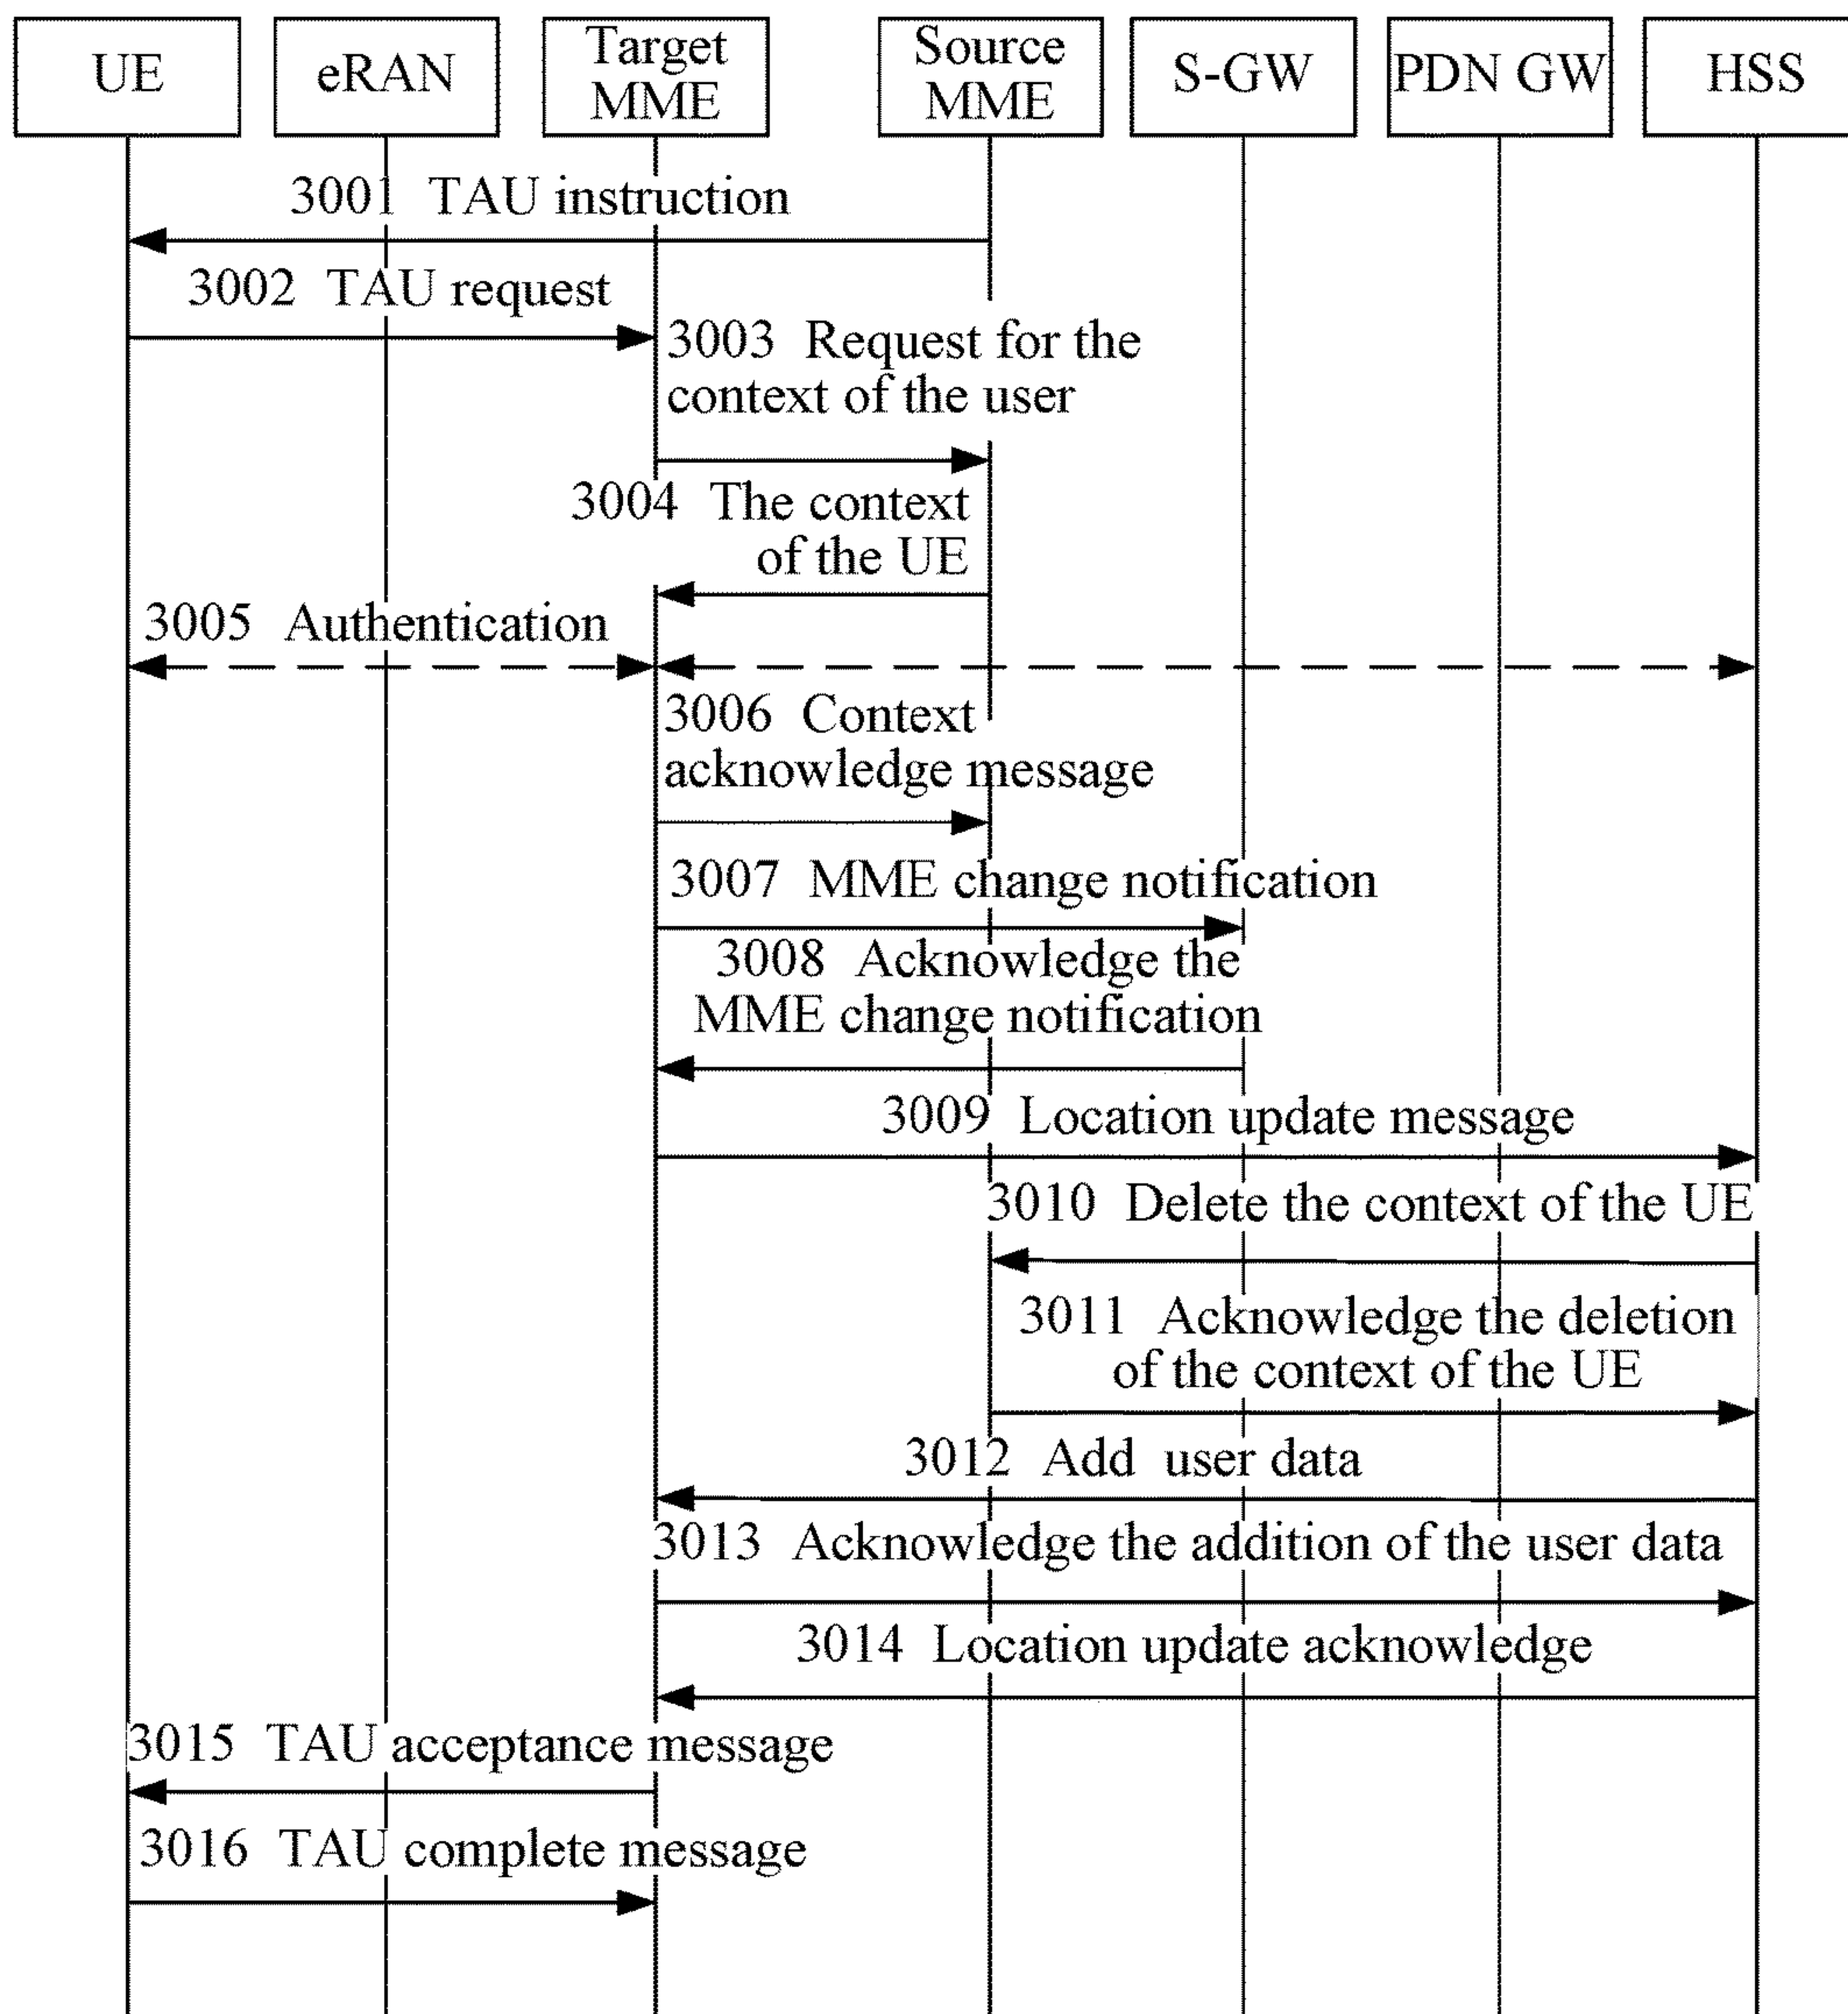 UE
eRAN
Target
MME
Source
MME
S-GW
PDN GW
HSS
3001 TAU instruction
3002 TAU request
3003 Request for the
context of the user
3004 The context
of the UE
3005 Authentication
3006 Context
acknowledge message
3007 MME change notification
3008 Acknowledge the
MME change notification
3009 Location update message
3010 Delete the context of the UE
3011 Acknowledge the deletion
of the context of the UE
3012 Add user data
3013 Acknowledge the addition of the user data
3014 Location update acknowledge
3015 TAU acceptance message
3016 TAU complete message